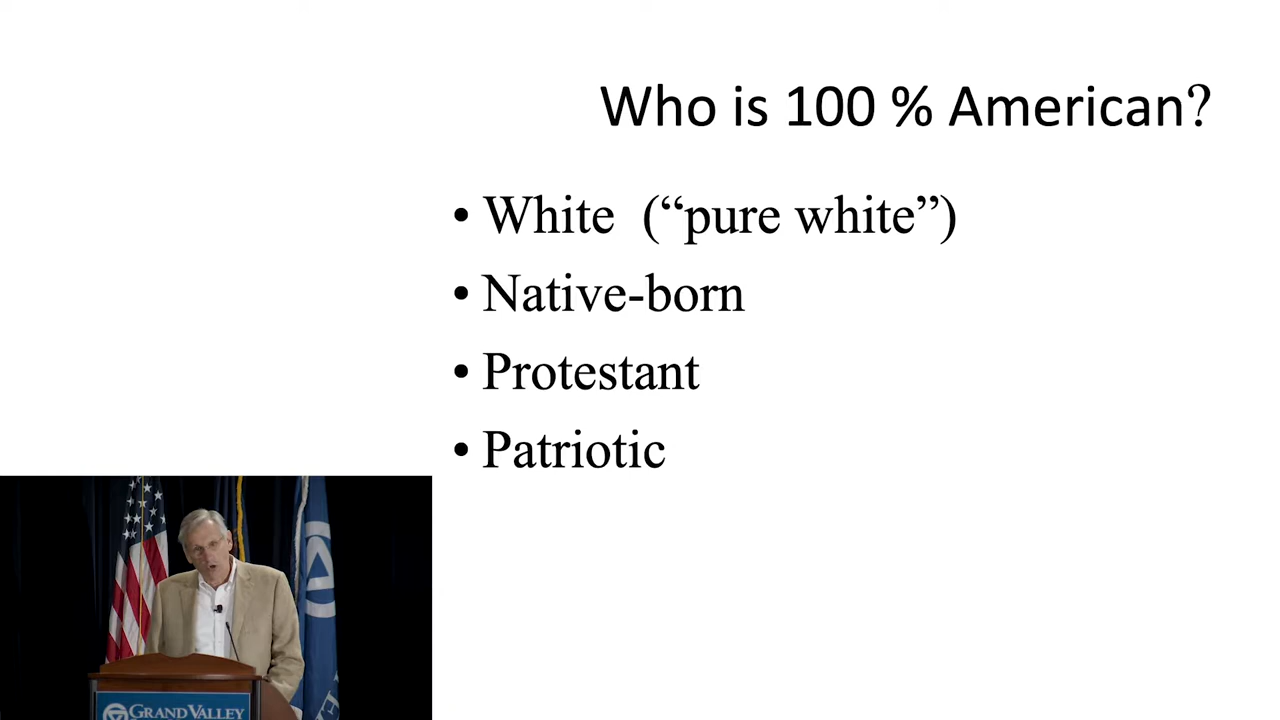 Who is 100 % American?
• White (“pure white”)
• Native-born
• Protestant
• Patriotic
GRAND VALLEY